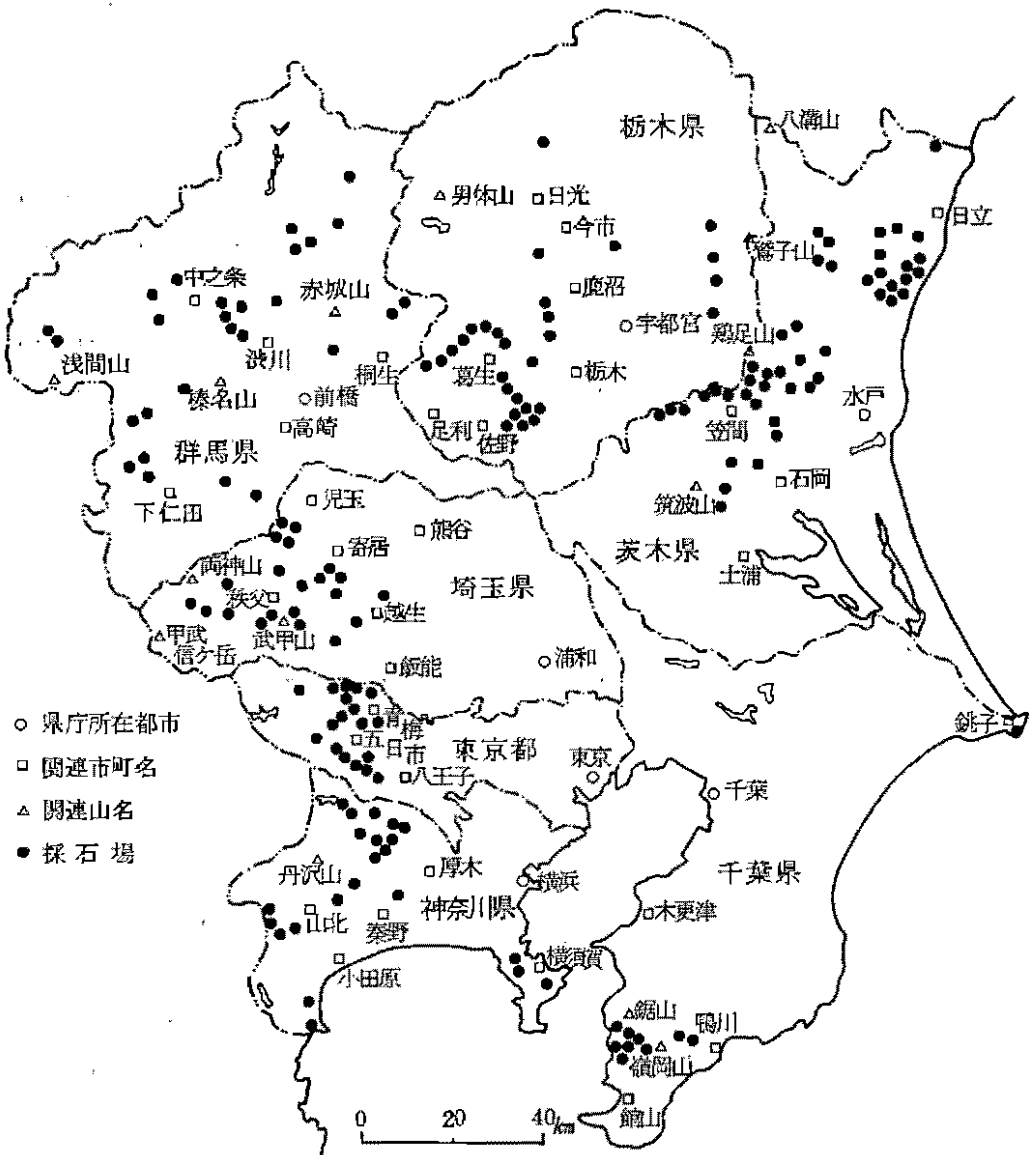 栃木県
八溝山
男体山
日光
今市
日立
鷲子山
中之条
赤城山
鹿沼
宇都宮
鶏足山
浅間山
渋川
桐生
葛生
栃木
榛名山
前橋
水戸
高崎
足利
佐野
笠間
群馬県
石岡
筑波山
下仁田
児玉
熊谷
茨木県
寄居
土浦
両神山
埼玉県
秩父
越生
甲武
信ケ岳
武甲山
飯能
浦和
○ 県庁所在都市
青梅
銚子
□ 関連市町名
五日市
東京都
東京
八王子
千葉
△ 関連山名
● 採石場
丹沢山
厚木
横浜
千葉県
神奈川県
木更津
山北
秦野
小田原
横須賀
鋸山
鴨川
嶺岡山
館山
0 20 40km